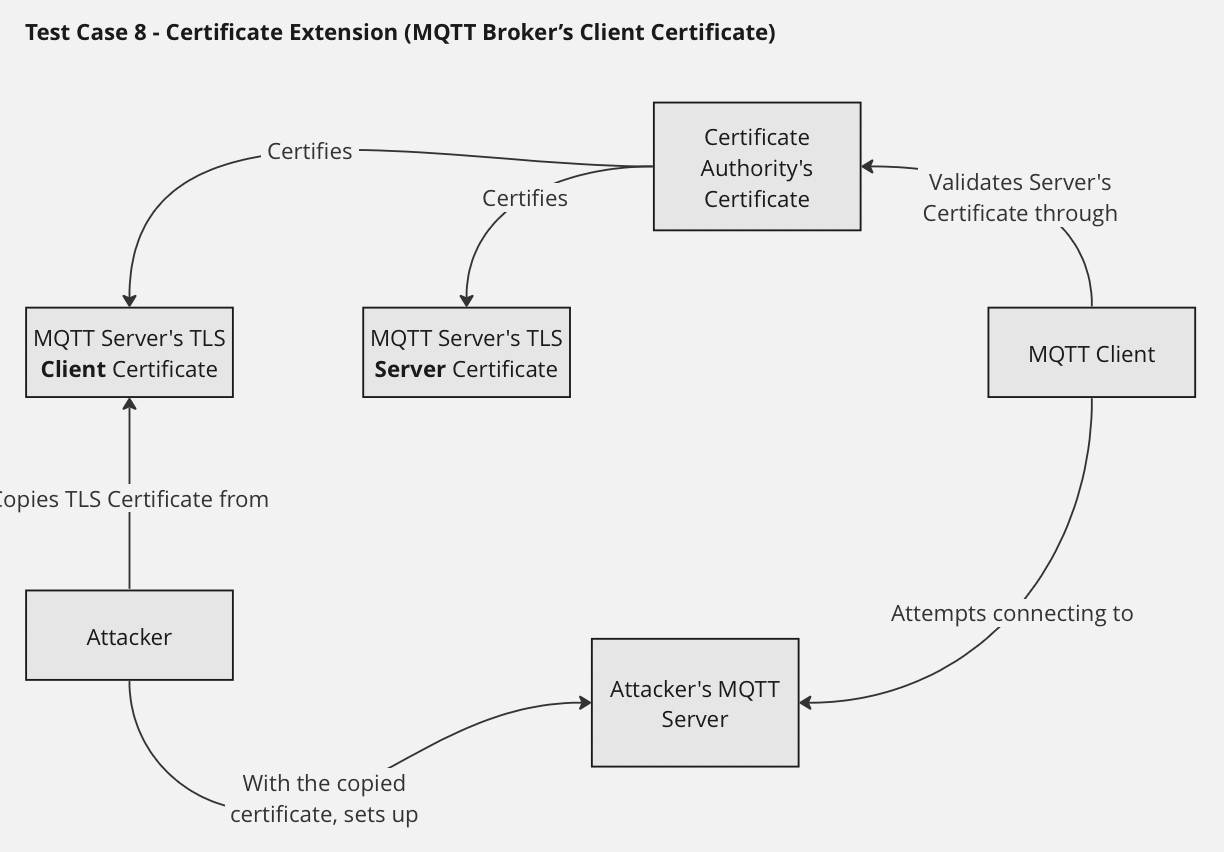 Test Case 8 - Certificate Extension (MQTT Broker’s Client Certificate)
Certificate
Authority's
Certificate
Certifies
Certifies
Validates Server's
Certificate through
MQTT Server's TLS
Client Certificate
MQTT Server's TLS
Server Certificate
MQTT Client
Copies TLS Certificate from
Attacker
Attempts connecting to
Attacker's MQTT
Server
With the copied
certificate, sets up